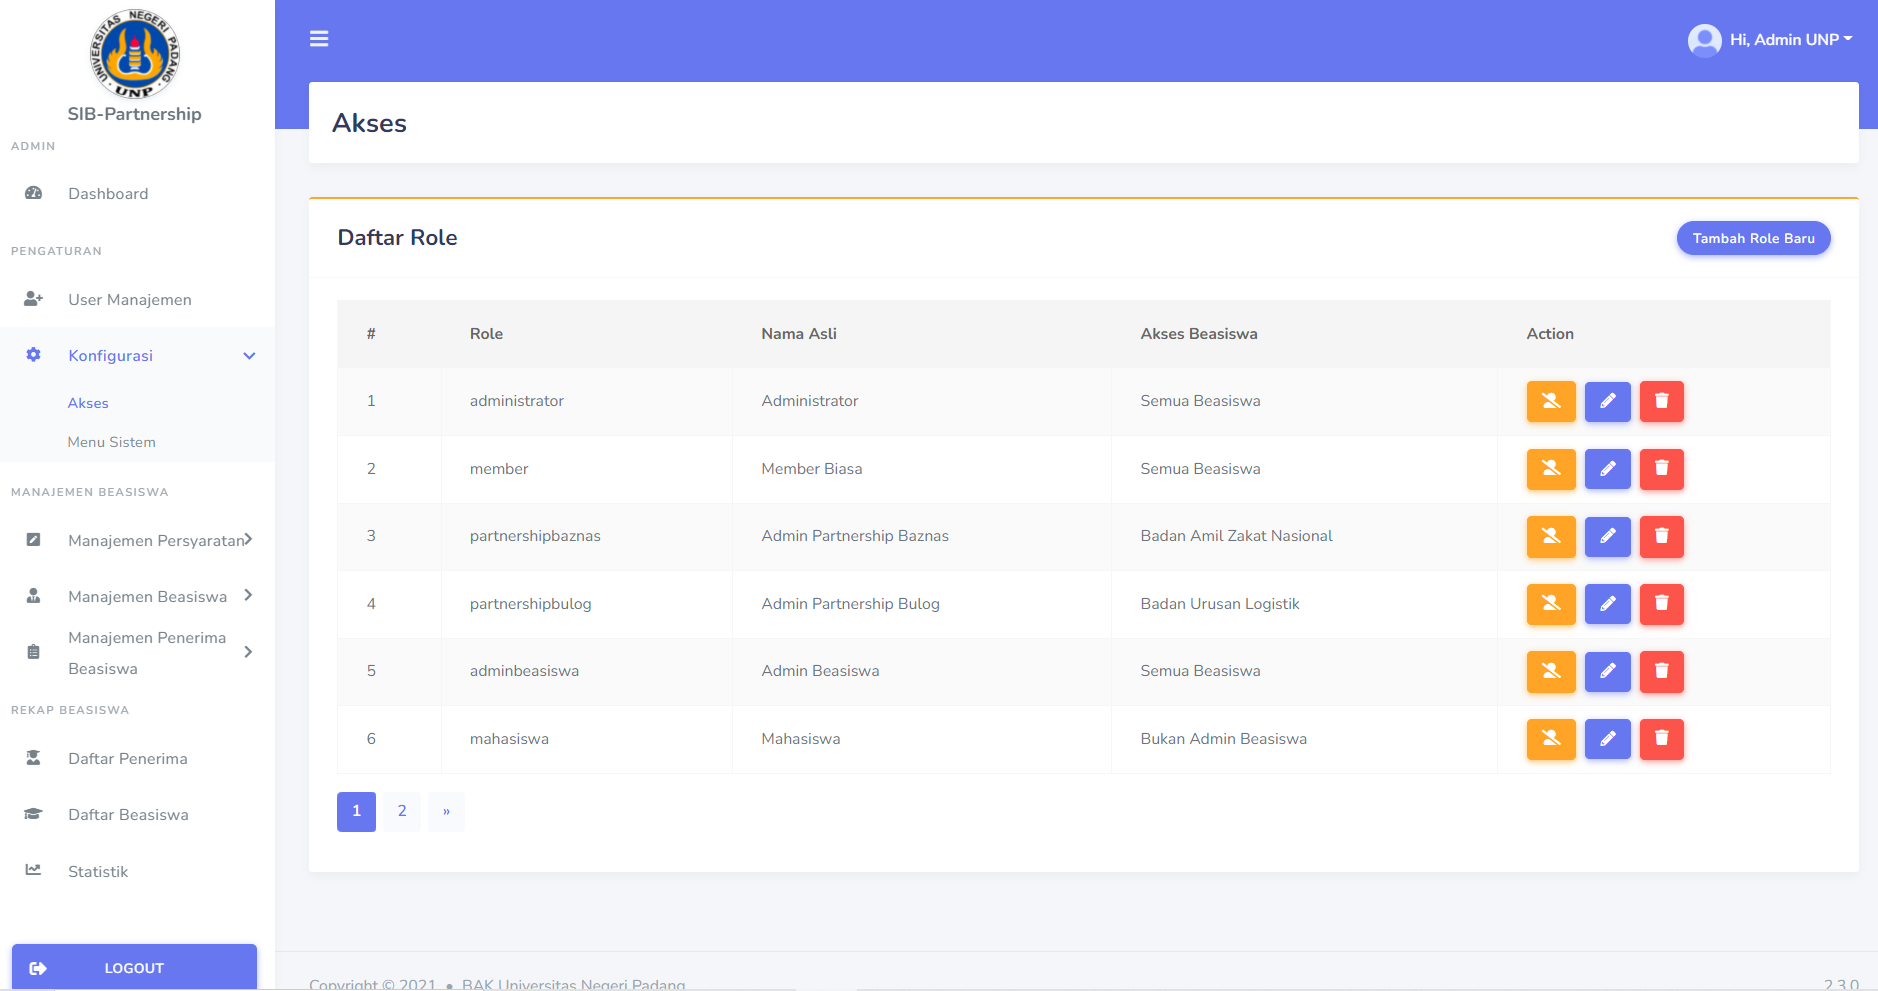 UNIVERSITAS NEGERI PADANG
UNP
SIB-Partnership
ADMIN
Dashboard
PENGATURAN
User Manajemen
Konfigurasi
Akses
Menu Sistem
MANAJEMEN BEASISWA
Manajemen Persyaratan
Manajemen Beasiswa
Manajemen Penerima
Beasiswa
REKAP BEASISWA
Daftar Penerima
Daftar Beasiswa
Statistik
LOGOUT
Hi, Admin UNP
Akses
Daftar Role
Tambah Role Baru
# Role Nama Asli Akses Beasiswa Action
1 administrator Administrator Semua Beasiswa
2 member Member Biasa Semua Beasiswa
3 partnershipbaznas Admin Partnership Baznas Badan Amil Zakat Nasional
4 partnershipbulog Admin Partnership Bulog Badan Urusan Logistik
5 adminbeasiswa Admin Beasiswa Semua Beasiswa
6 mahasiswa Mahasiswa Bukan Admin Beasiswa
1 2 »
Copyright © 2021 • BAK Universitas Negeri Padang 2.3.0